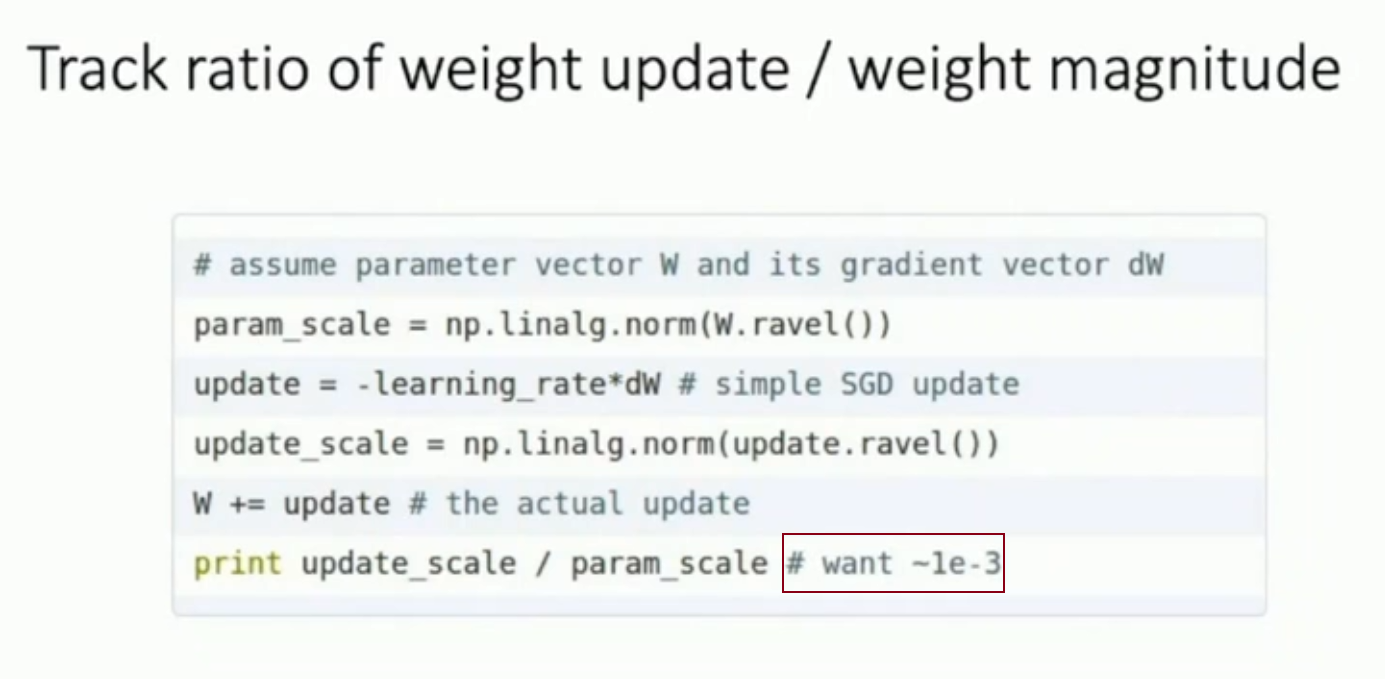 Track ratio of weight update / weight magnitude
# assume parameter vector W and its gradient vector dW
param_scale = np.linalg.norm(W.ravel())
update = -learning_rate*dW # simple SGD update
update_scale = np.linalg.norm(update.ravel())
W += update # the actual update
print update_scale / param_scale # want ~1e-3